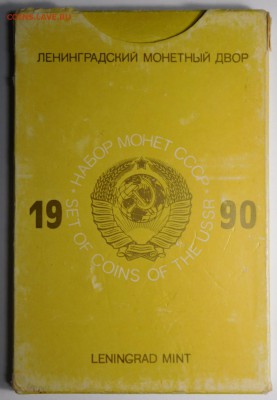 ЛЕНИНГРАДСКИЙ МОНЕТНЫЙ ДВОР
· НАБОР МОНЕТ СССР ·
19 90
SET OF COINS OF THE USSR
LENINGRAD MINT